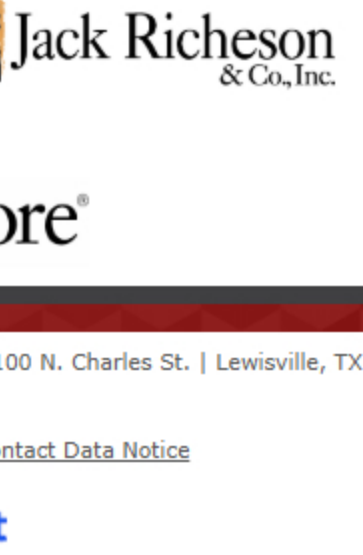 Jack Richeson
& Co., Inc.
ore®
100 N. Charles St. | Lewisville, TX
ontact Data Notice
t